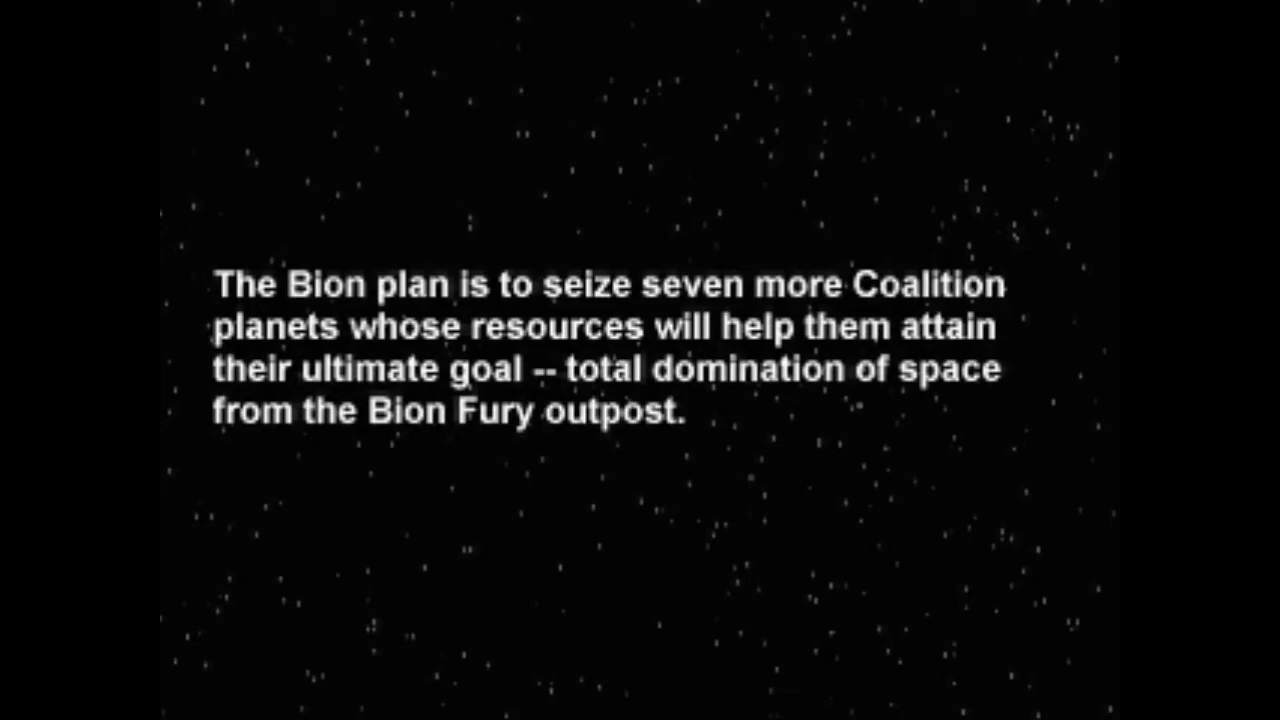 The Bion plan is to seize seven more Coalition
planets whose resources will help them attain
their ultimate goal -- total domination of space
from the Bion Fury outpost.